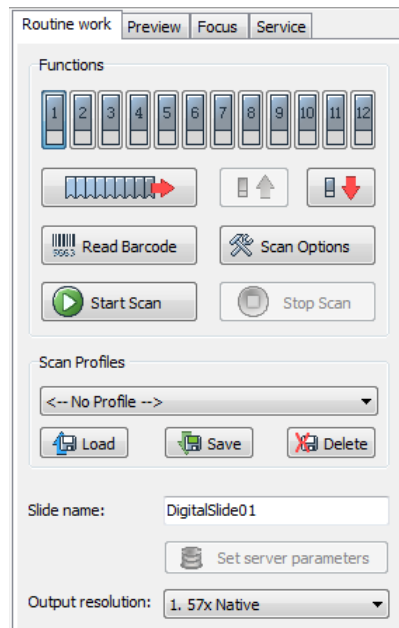 Routine work Preview Focus Service
Functions
1 2 3 4 5 6 7 8 9 10 11 12
5663 Read Barcode Scan Options
Start Scan Stop Scan
Scan Profiles
<-- No Profile -->
Load Save Delete
Slide name: DigitalSlide01
Set server parameters
Output resolution: 1. 57x Native